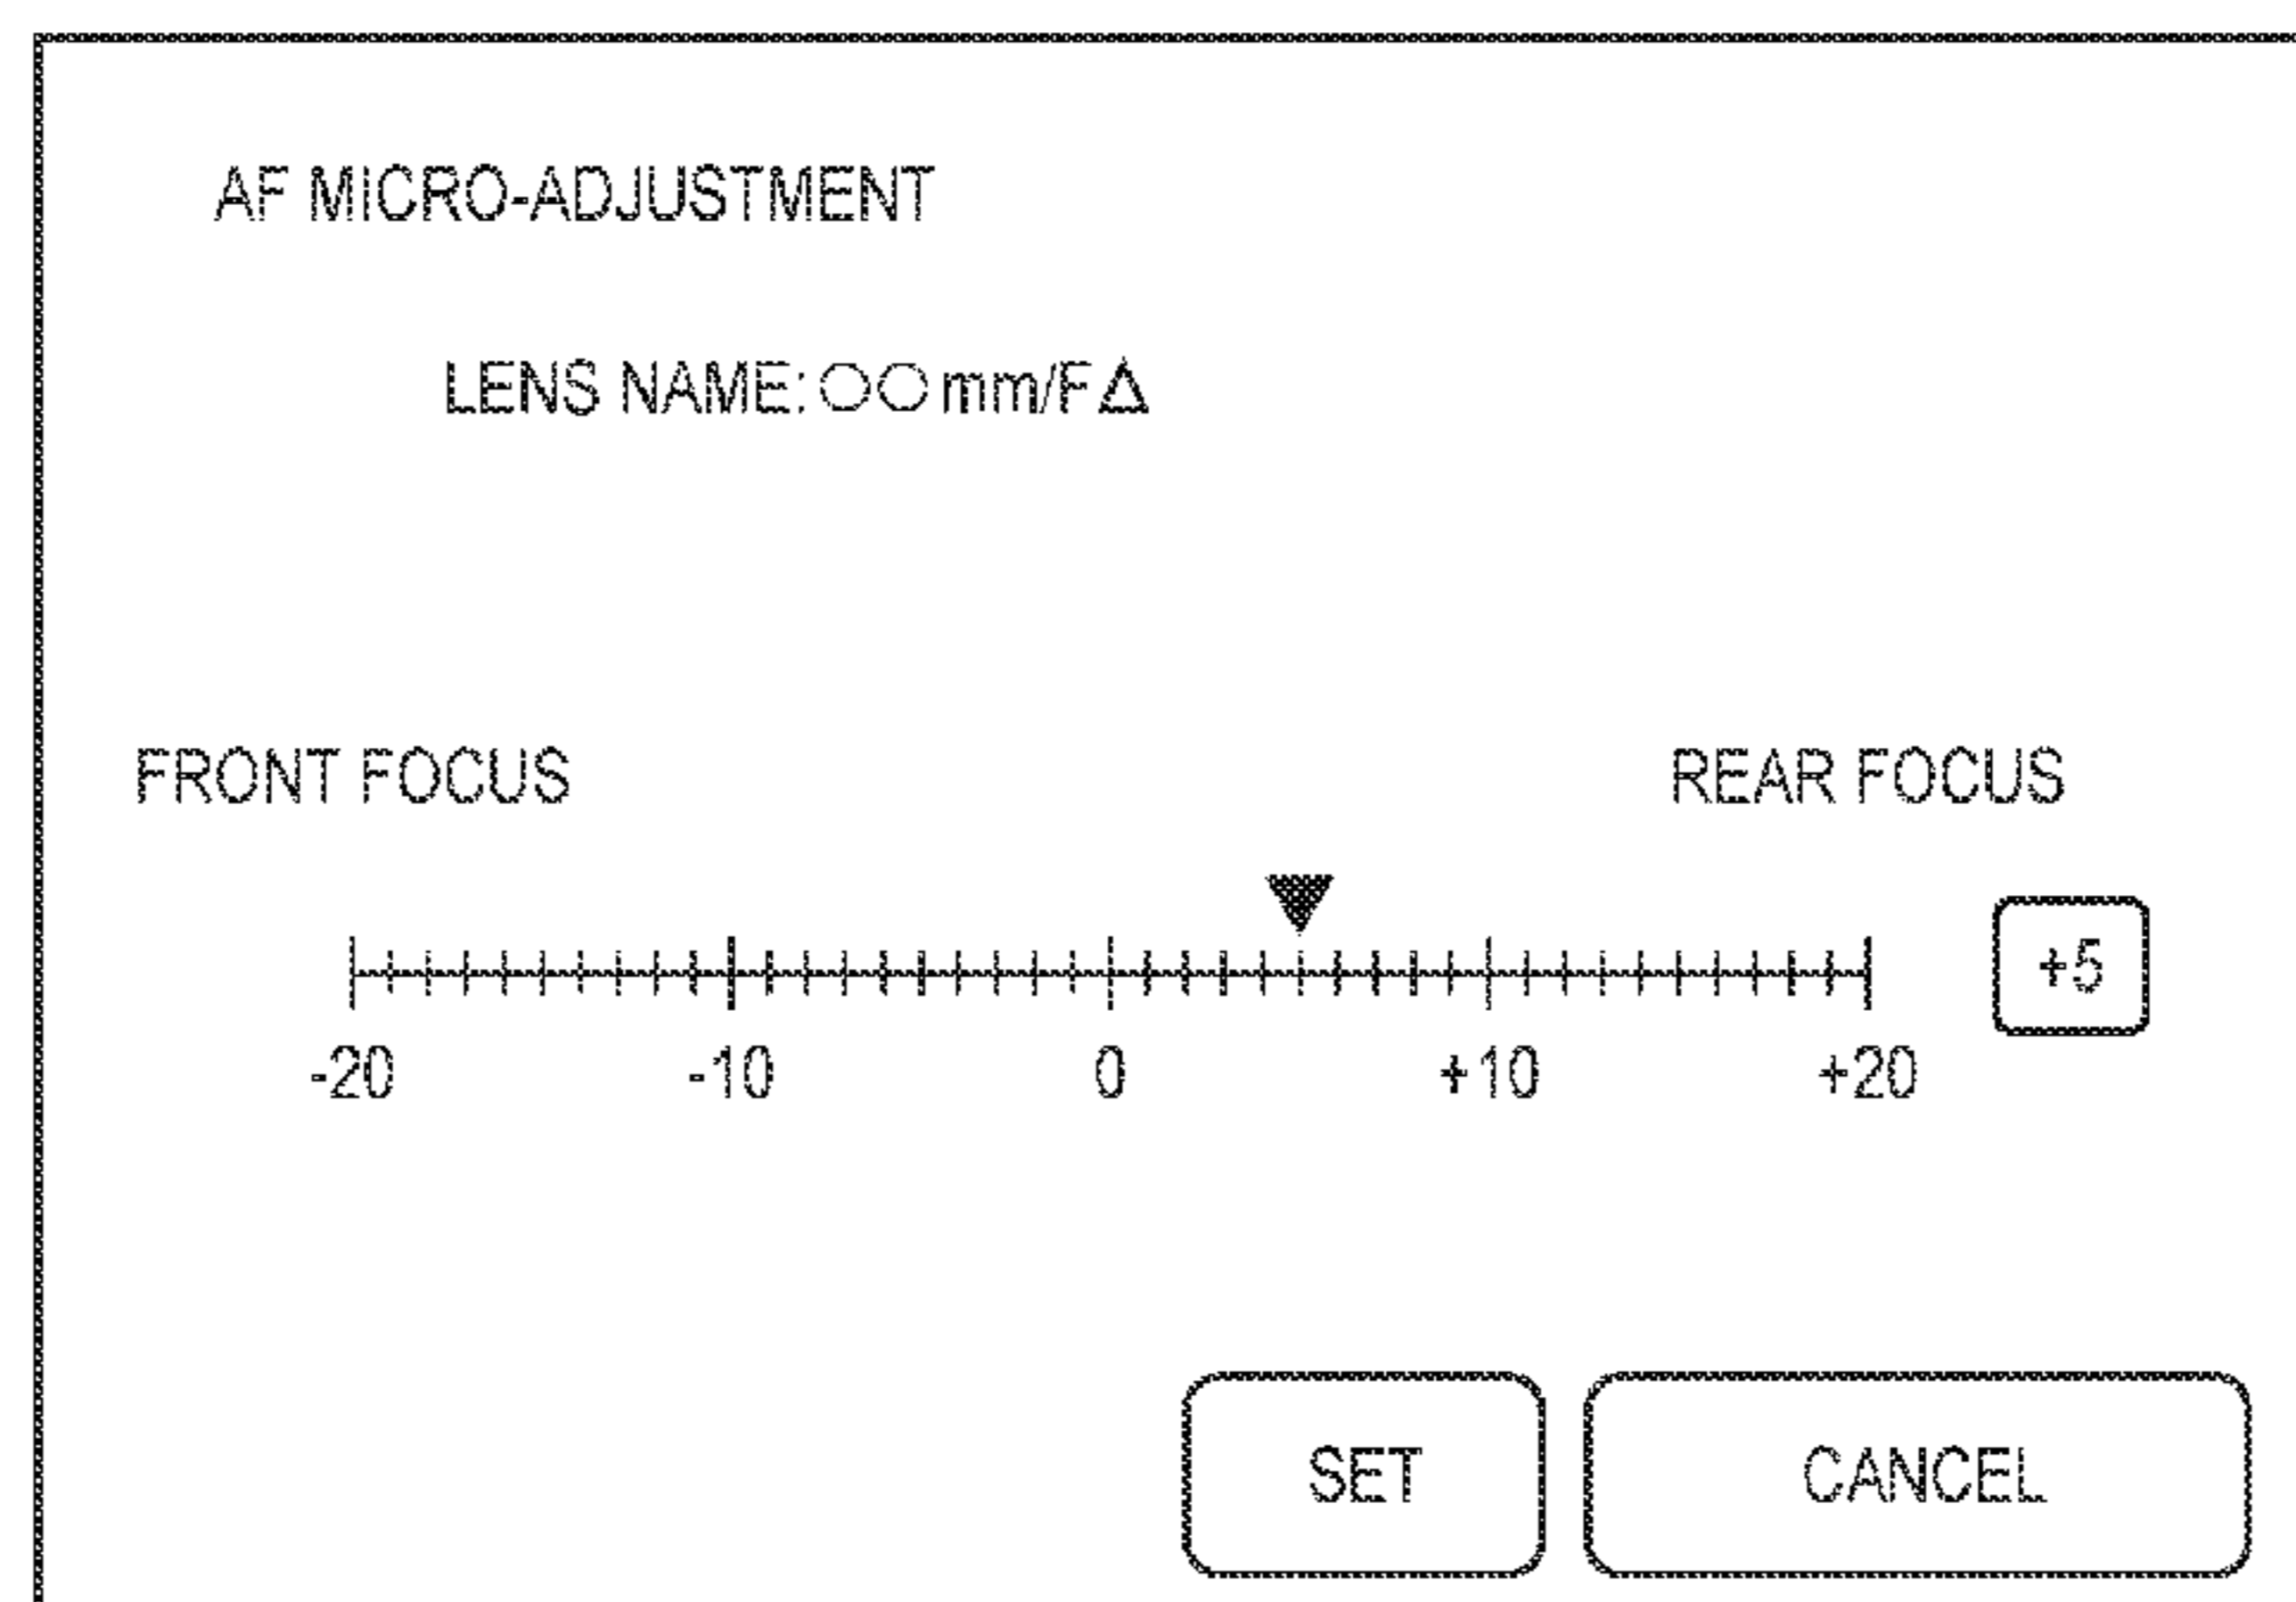 AF MICRO-ADJUSTMENT
LENS NAME:○○mm/F△
FRONT FOCUS REAR FOCUS
+5
-20 -10 0 +10 +20
SET CANCEL